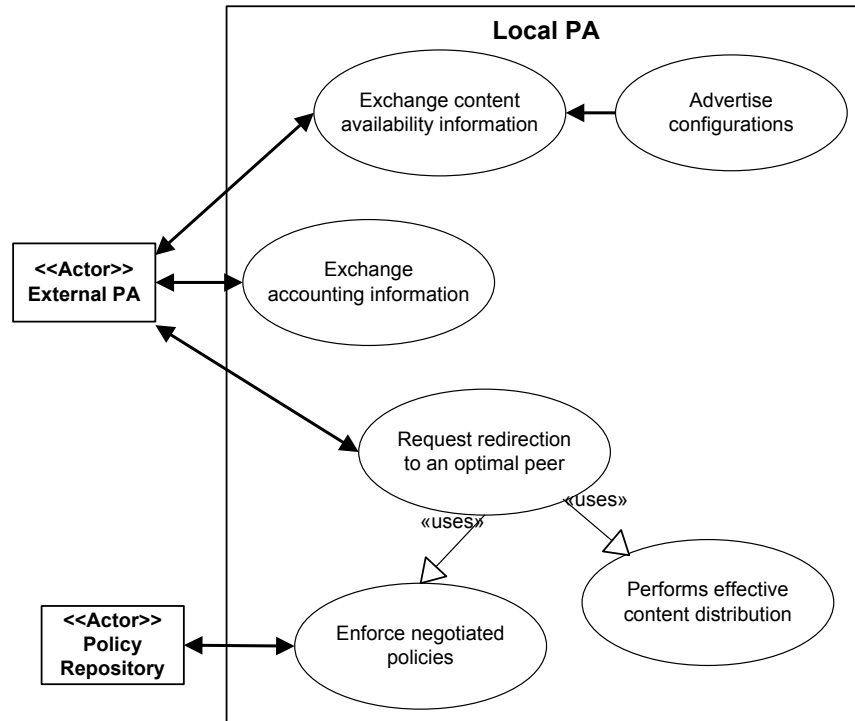 Local PA
Exchange content
availability information
Advertise
configurations
<<Actor>>
External PA
Exchange
accounting information
Request redirection
to an optimal peer
«uses»
«uses»
Performs effective
content distribution
<<Actor>>
Policy
Repository
Enforce negotiated
policies